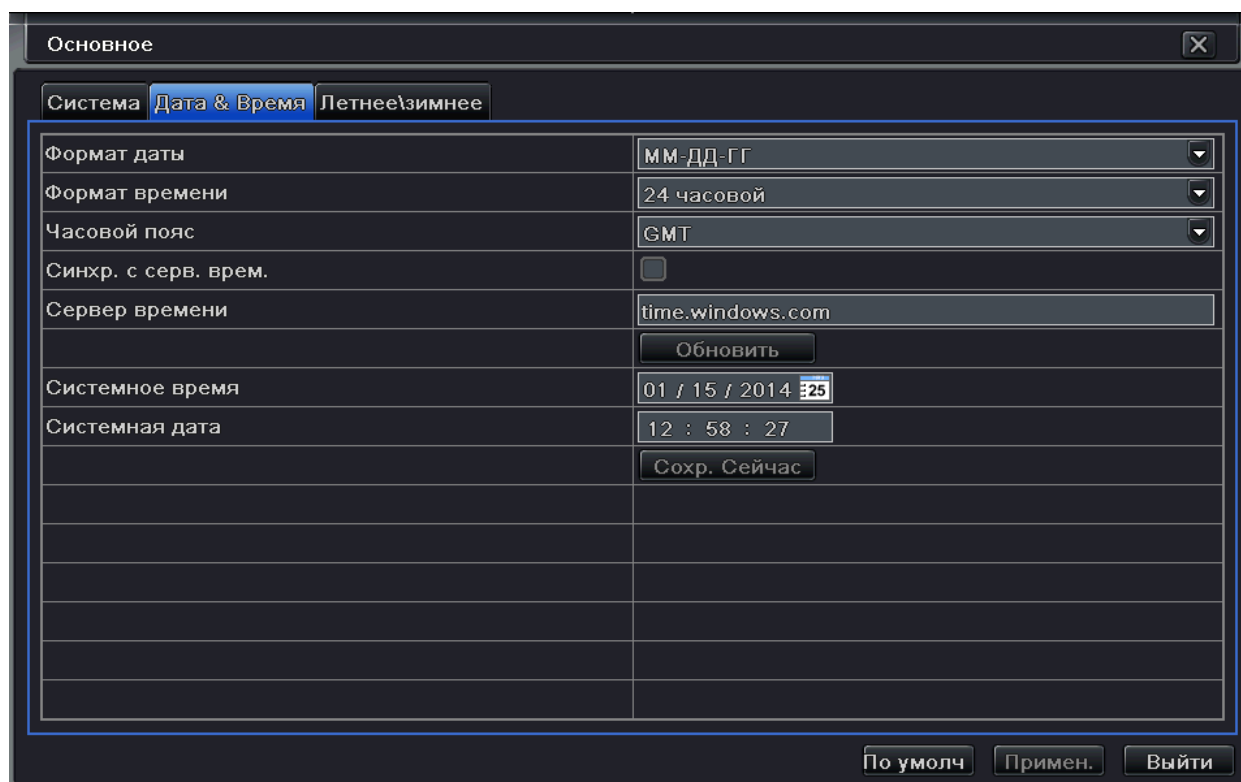 Основное
Система Дата & Время Летнее\зимнее
Формат даты ММ-ДД-ГГ
Формат времени 24 часовой
Часовой пояс GMT
Синхр. с серв. врем.
Сервер времени time.windows.com
Обновить
Системное время 01 / 15 / 2014 25
Системная дата 12 : 58 : 27
Сохр. Сейчас
По умолч Примен. Выйти